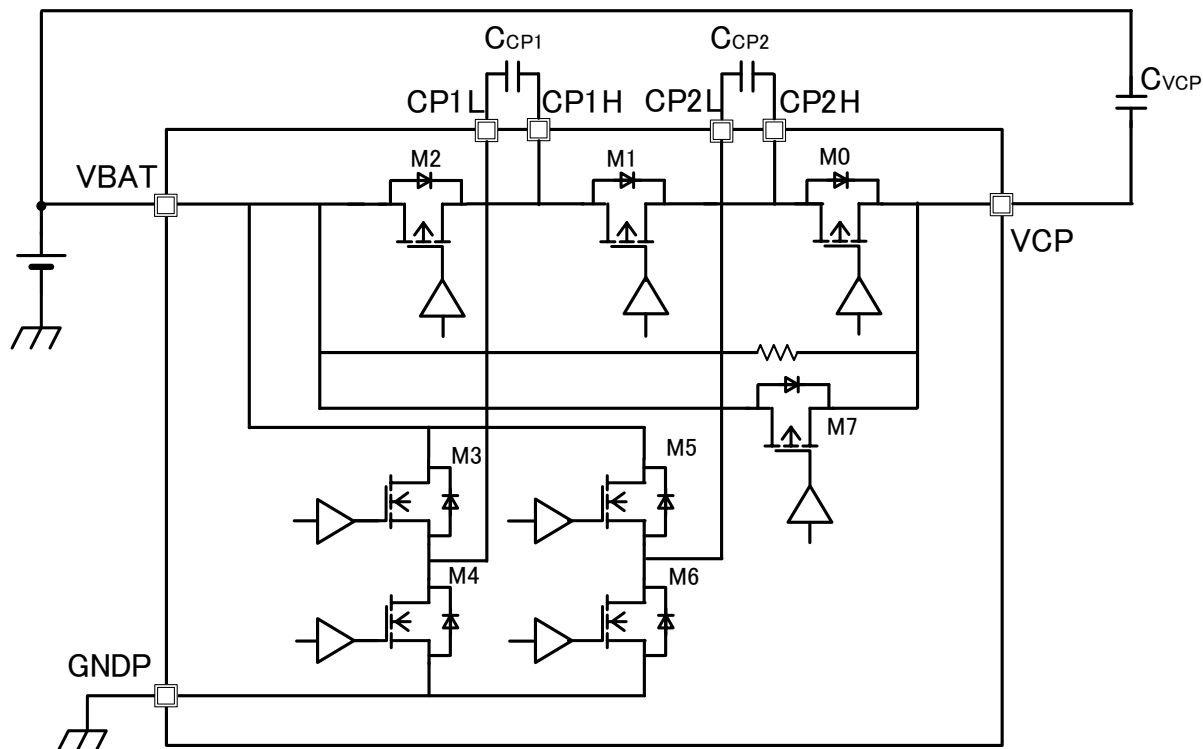 CCP1
CCP2
CVCP
CP1L
CP1H
CP2L
CP2H
VBAT
M2
M1
M0
VCP
M7
M3
M5
M4
M6
GNDP